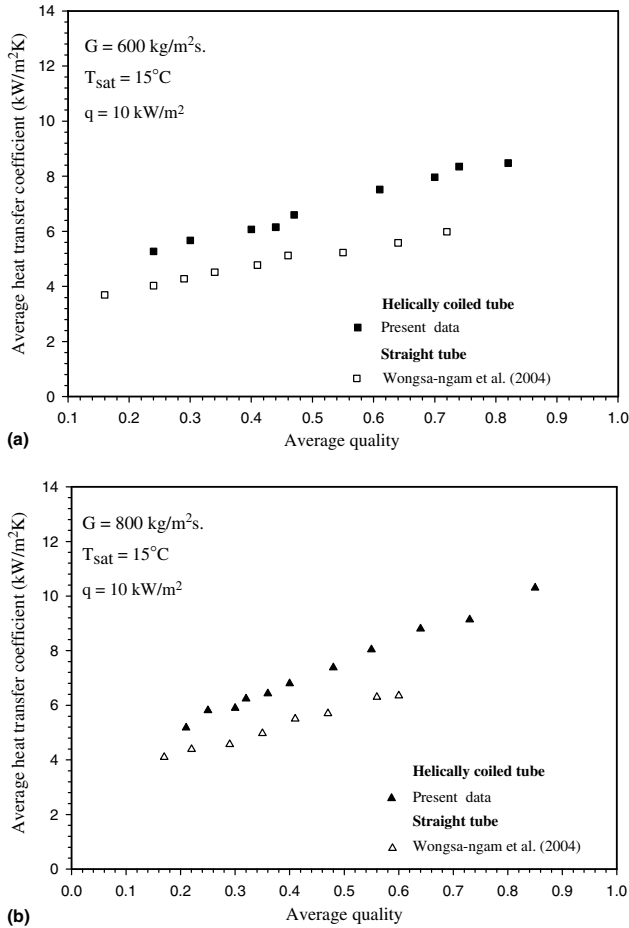 14
12
10
8
6
4
2
0
Average heat transfer coefficient (kW/m²K)
G = 600 kg/m²s.
Tsat = 15°C
q = 10 kW/m²
Helically coiled tube
Present data
Straight tube
Wongsa-ngam et al. (2004)
0.1 0.2 0.3 0.4 0.5 0.6 0.7 0.8 0.9 1.0
(a)
Average quality
14
12
10
8
6
4
2
0
Average heat transfer coefficient (kW/m²K)
G = 800 kg/m²s.
Tsat = 15°C
q = 10 kW/m²
Helically coiled tube
Present data
Straight tube
Wongsa-ngam et al. (2004)
0.0 0.1 0.2 0.3 0.4 0.5 0.6 0.7 0.8 0.9 1.0
(b)
Average quality